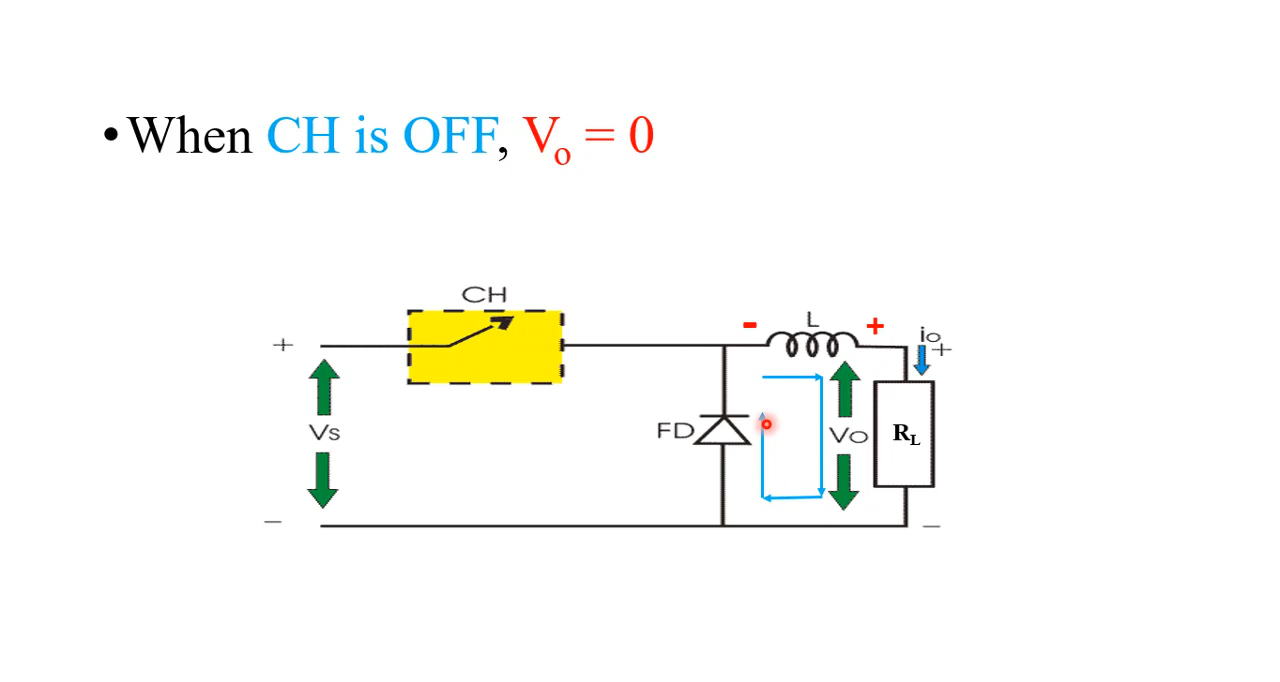 • When CH is OFF, Vo = 0
CH
+
- L +
io
+
Vs
FD
Vo
RL
–
–